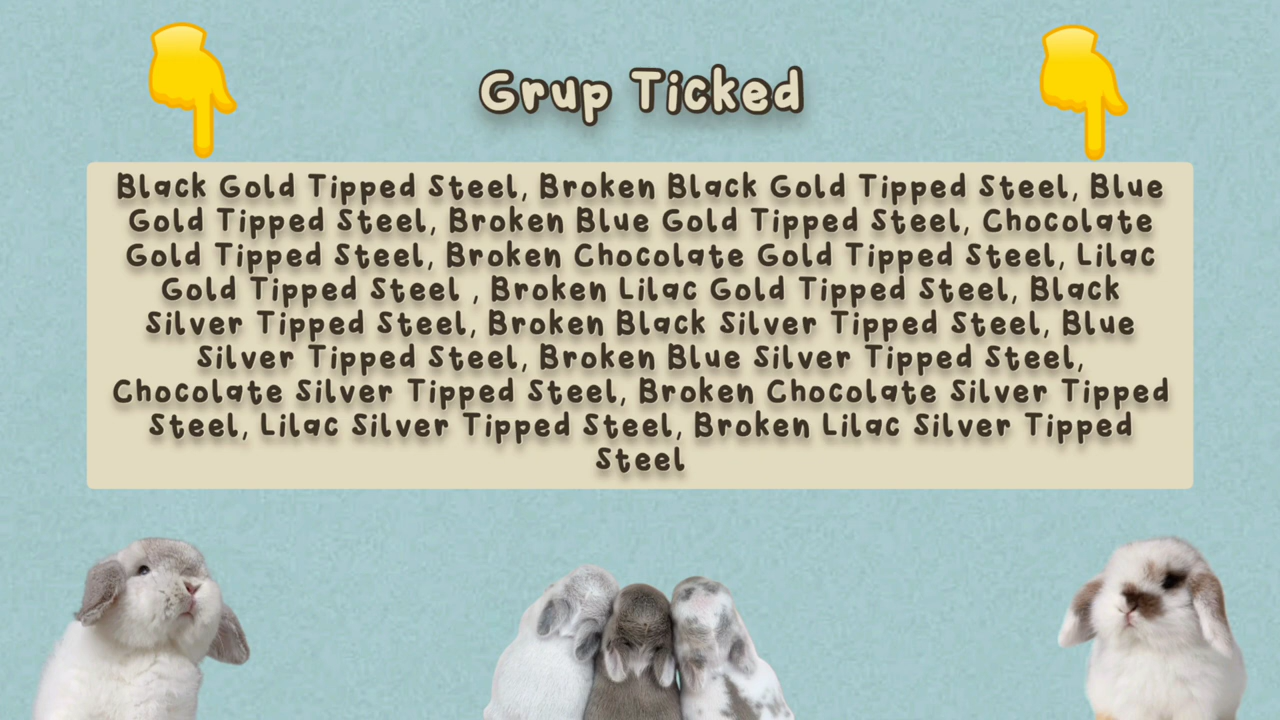 Grup Ticked
Black Gold Tipped Steel, Broken Black Gold Tipped Steel, Blue
Gold Tipped Steel, Broken Blue Gold Tipped Steel, Chocolate
Gold Tipped Steel, Broken Chocolate Gold Tipped Steel, Lilac
Gold Tipped Steel , Broken Lilac Gold Tipped Steel, Black
Silver Tipped Steel, Broken Black Silver Tipped Steel, Blue
Silver Tipped Steel, Broken Blue Silver Tipped Steel,
Chocolate Silver Tipped Steel, Broken Chocolate Silver Tipped
Steel, Lilac Silver Tipped Steel, Broken Lilac Silver Tipped
Steel